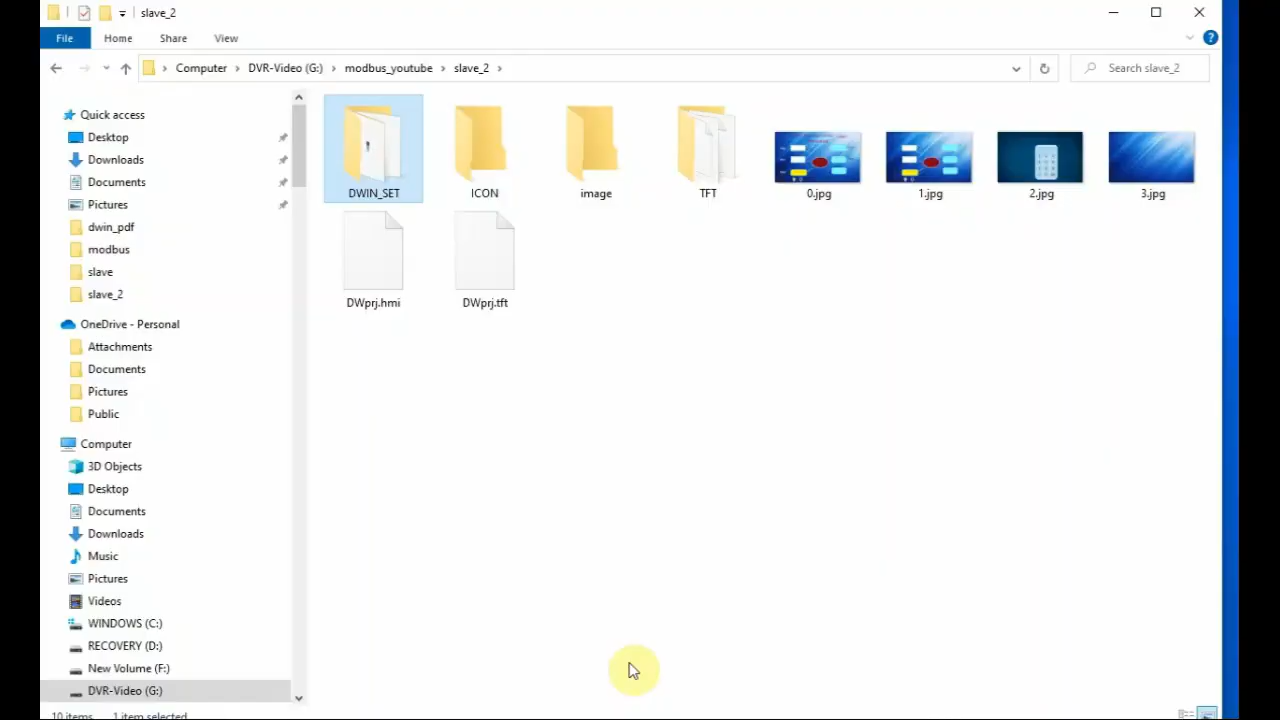 slave_2
File Home Share View
Computer DVR-Video (G:) modbus_youtube slave_2
Search slave_2
Quick access
Desktop
Downloads
Documents
Pictures
dwin_pdf
modbus
slave
slave_2
OneDrive - Personal
Attachments
Documents
Pictures
Public
Computer
3D Objects
Desktop
Documents
Downloads
Music
Pictures
Videos
WINDOWS (C:)
RECOVERY (D:)
New Volume (F:)
DVR-Video (G:)
DWIN_SET ICON image TFT 0.jpg 1.jpg 2.jpg 3.jpg
DWprj.hmi DWprj.tft
10 items 1 item selected